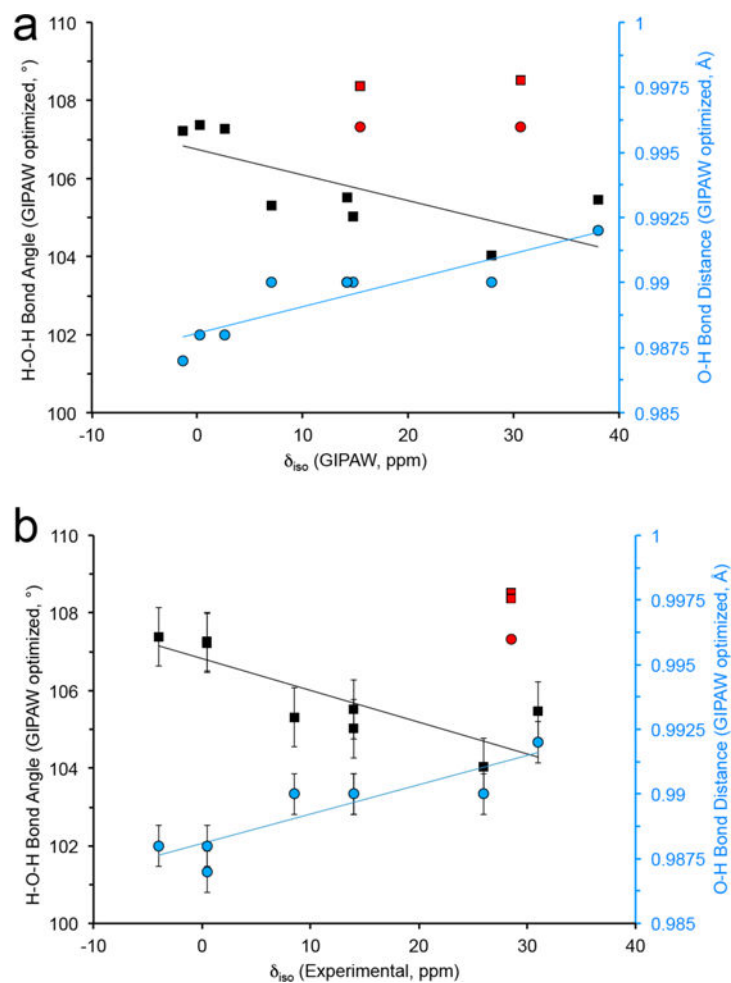 a
110
108
106
104
102
100
H-O-H Bond Angle (GIPAW optimized, °)
1
0.9975
0.995
0.9925
0.99
0.9875
0.985
O-H Bond Distance (GIPAW optimized, Å)
-10 0 10 20 30 40
δiso (GIPAW, ppm)
b
110
108
106
104
102
100
H-O-H Bond Angle (GIPAW optimized, °)
1
0.9975
0.995
0.9925
0.99
0.9875
0.985
O-H Bond Distance (GIPAW optimized, Å)
-10 0 10 20 30 40
δiso (Experimental, ppm)